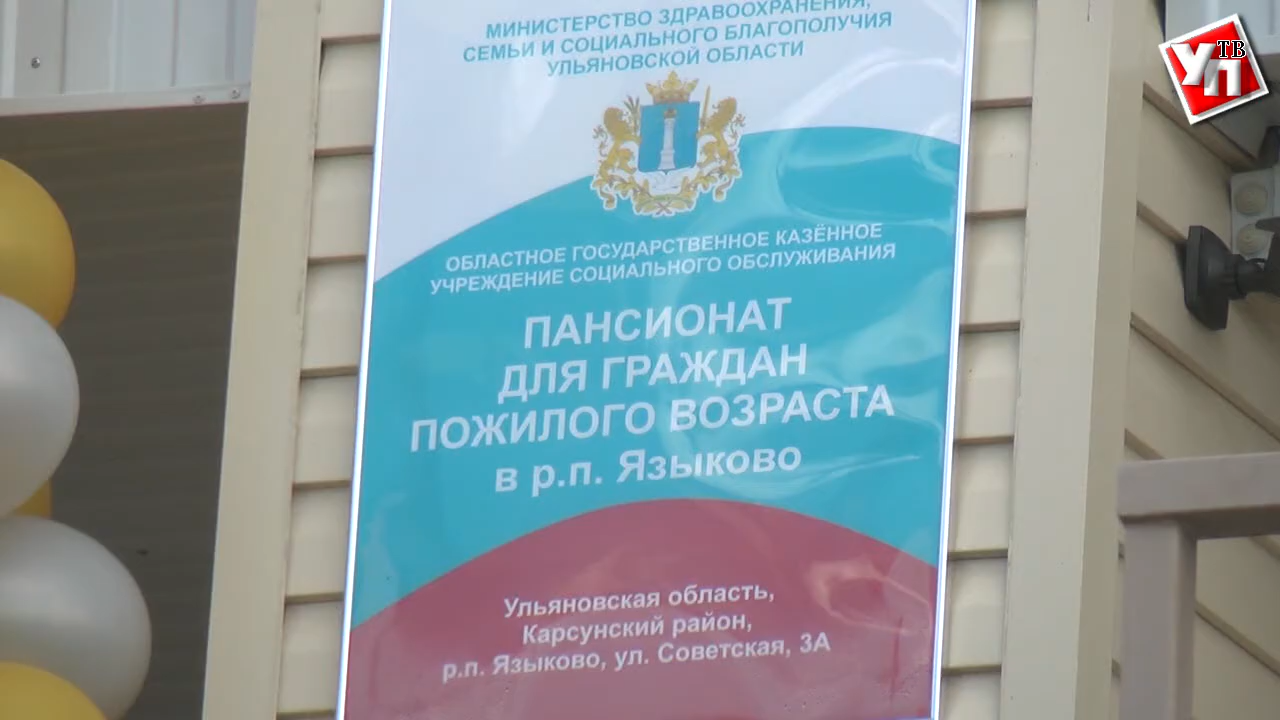 МИНИСТЕРСТВО ЗДРАВООХРАНЕНИЯ,
СЕМЬИ И СОЦИАЛЬНОГО БЛАГОПОЛУЧИЯ
УЛЬЯНОВСКОЙ ОБЛАСТИ
УП ТВ
ОБЛАСТНОЕ ГОСУДАРСТВЕННОЕ КАЗЁННОЕ
УЧРЕЖДЕНИЕ СОЦИАЛЬНОГО ОБСЛУЖИВАНИЯ
ПАНСИОНАТ
ДЛЯ ГРАЖДАН
ПОЖИЛОГО ВОЗРАСТА
в р.п. Языково
Ульяновская область,
Карсунский район,
р.п. Языково, ул. Советская, 3А